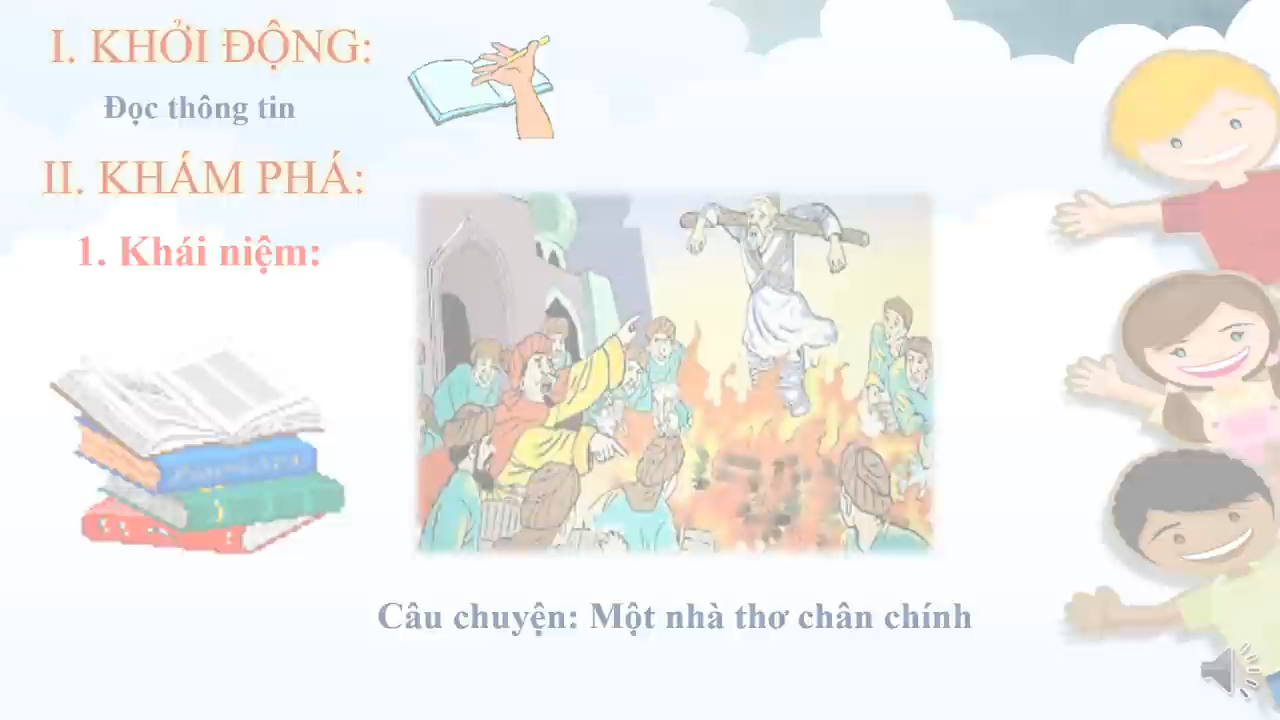 I. KHỞI ĐỘNG:
Đọc thông tin
II. KHÁM PHÁ:
1. Khái niệm:
Câu chuyện: Một nhà thơ chân chính